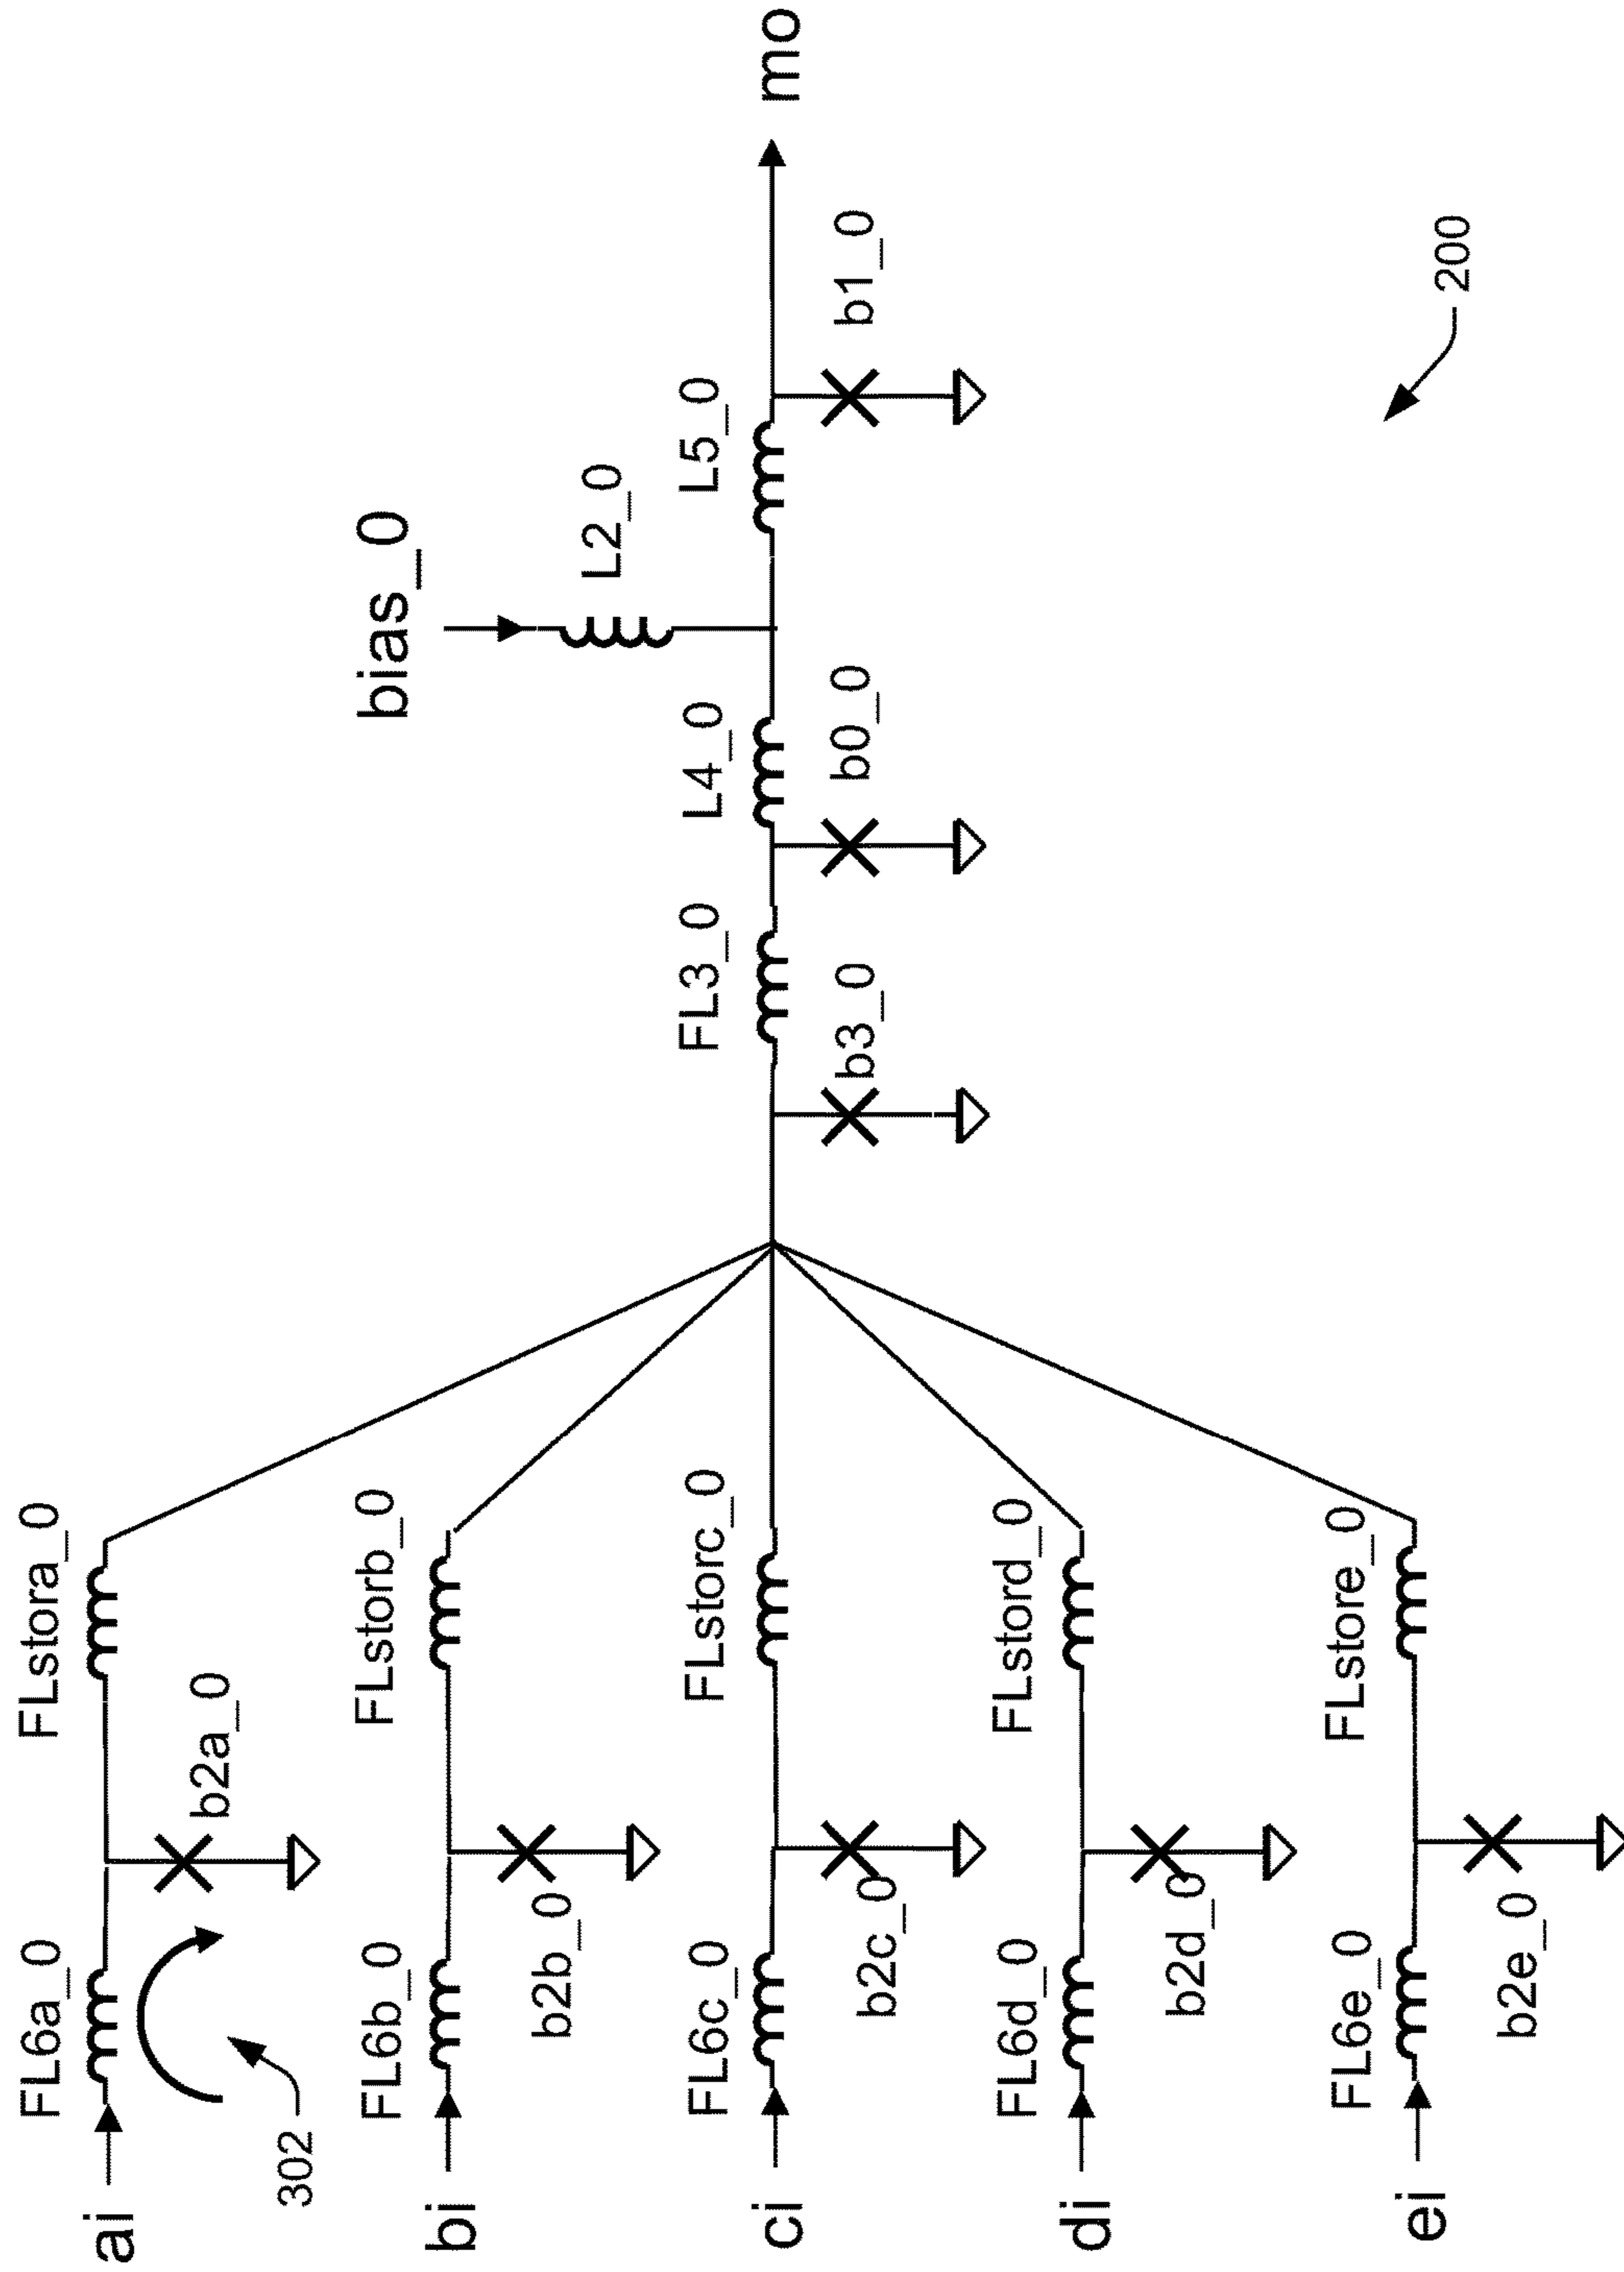 ai
FL6a_0
FLstora_0
b2a_0
302
bi
FL6b_0
FLstorb_0
b2b_0
ci
FL6c_0
FLstorc_0
b2c_0
di
FL6d_0
FLstord_0
b2d_0
ei
FL6e_0
FLstore_0
b2e_0
bias_0
L2_0
FL3_0
L4_0
L5_0
b3_0
b0_0
b1_0
mo
200